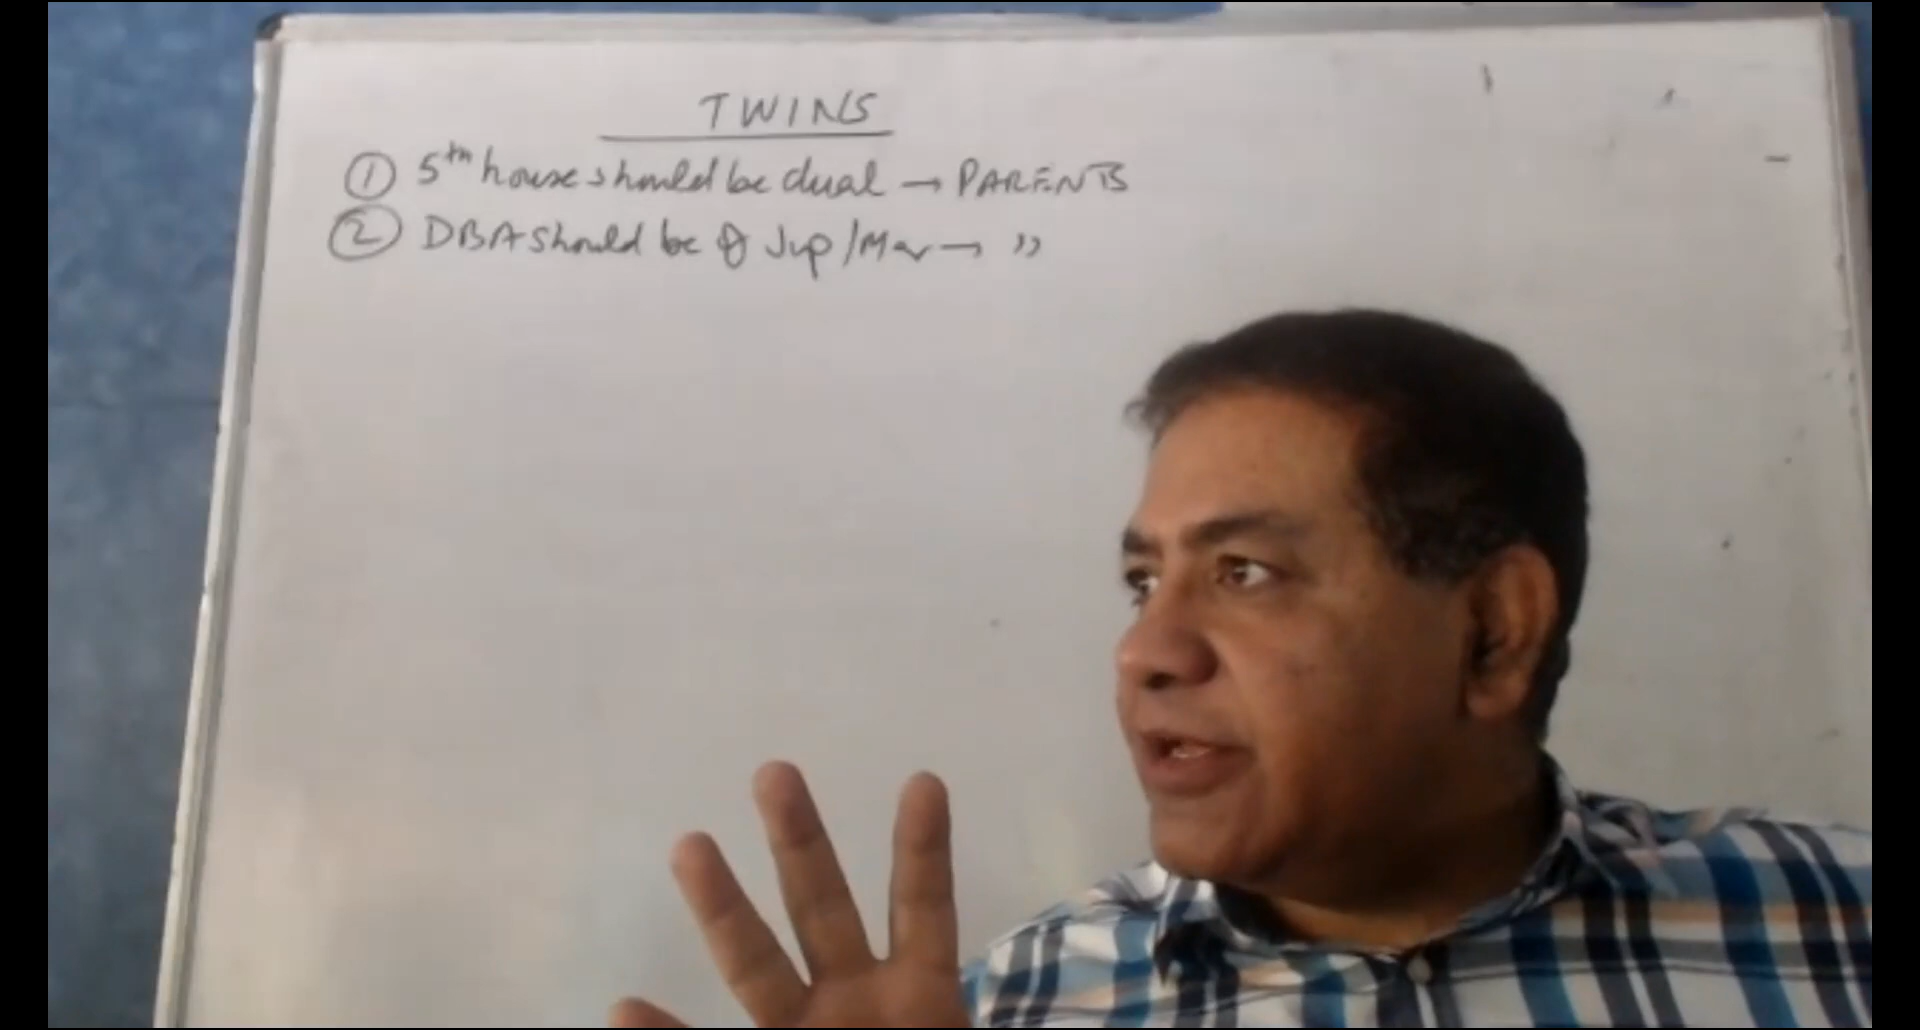 TWINS
① 5th house should be dual → PARENTS
② DBA should be of Jup/Mer → "